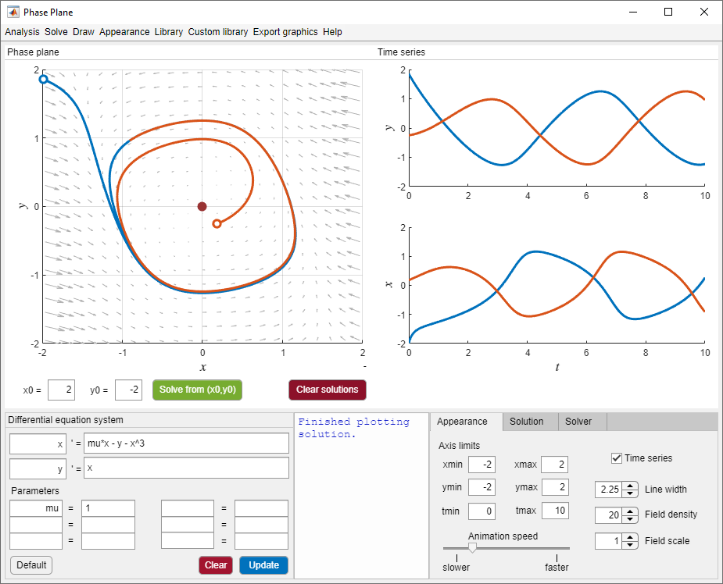 Phase Plane
Analysis Solve Draw Appearance Library Custom library Export graphics Help
Phase plane
Time series
2
1
0
-1
-2
y
-2 -1 0 1 2
x
-
2
1
0
-1
-2
y
0 2 4 6 8 10
2
1
0
-1
-2
x
0 2 4 6 8 10
t
x0 = 2 y0 = -2 Solve from (x0,y0) Clear solutions
Differential equation system
x ' = mu*x - y - x^3
y ' = x
Parameters
mu = 1 =
= =
= =
Default Clear Update
Finished plotting
solution.
Appearance Solution Solver
Axis limits
xmin -2 xmax 2
ymin -2 ymax 2
tmin 0 tmax 10
Animation speed
slower faster
Time series
2.25 Line width
20 Field density
1 Field scale